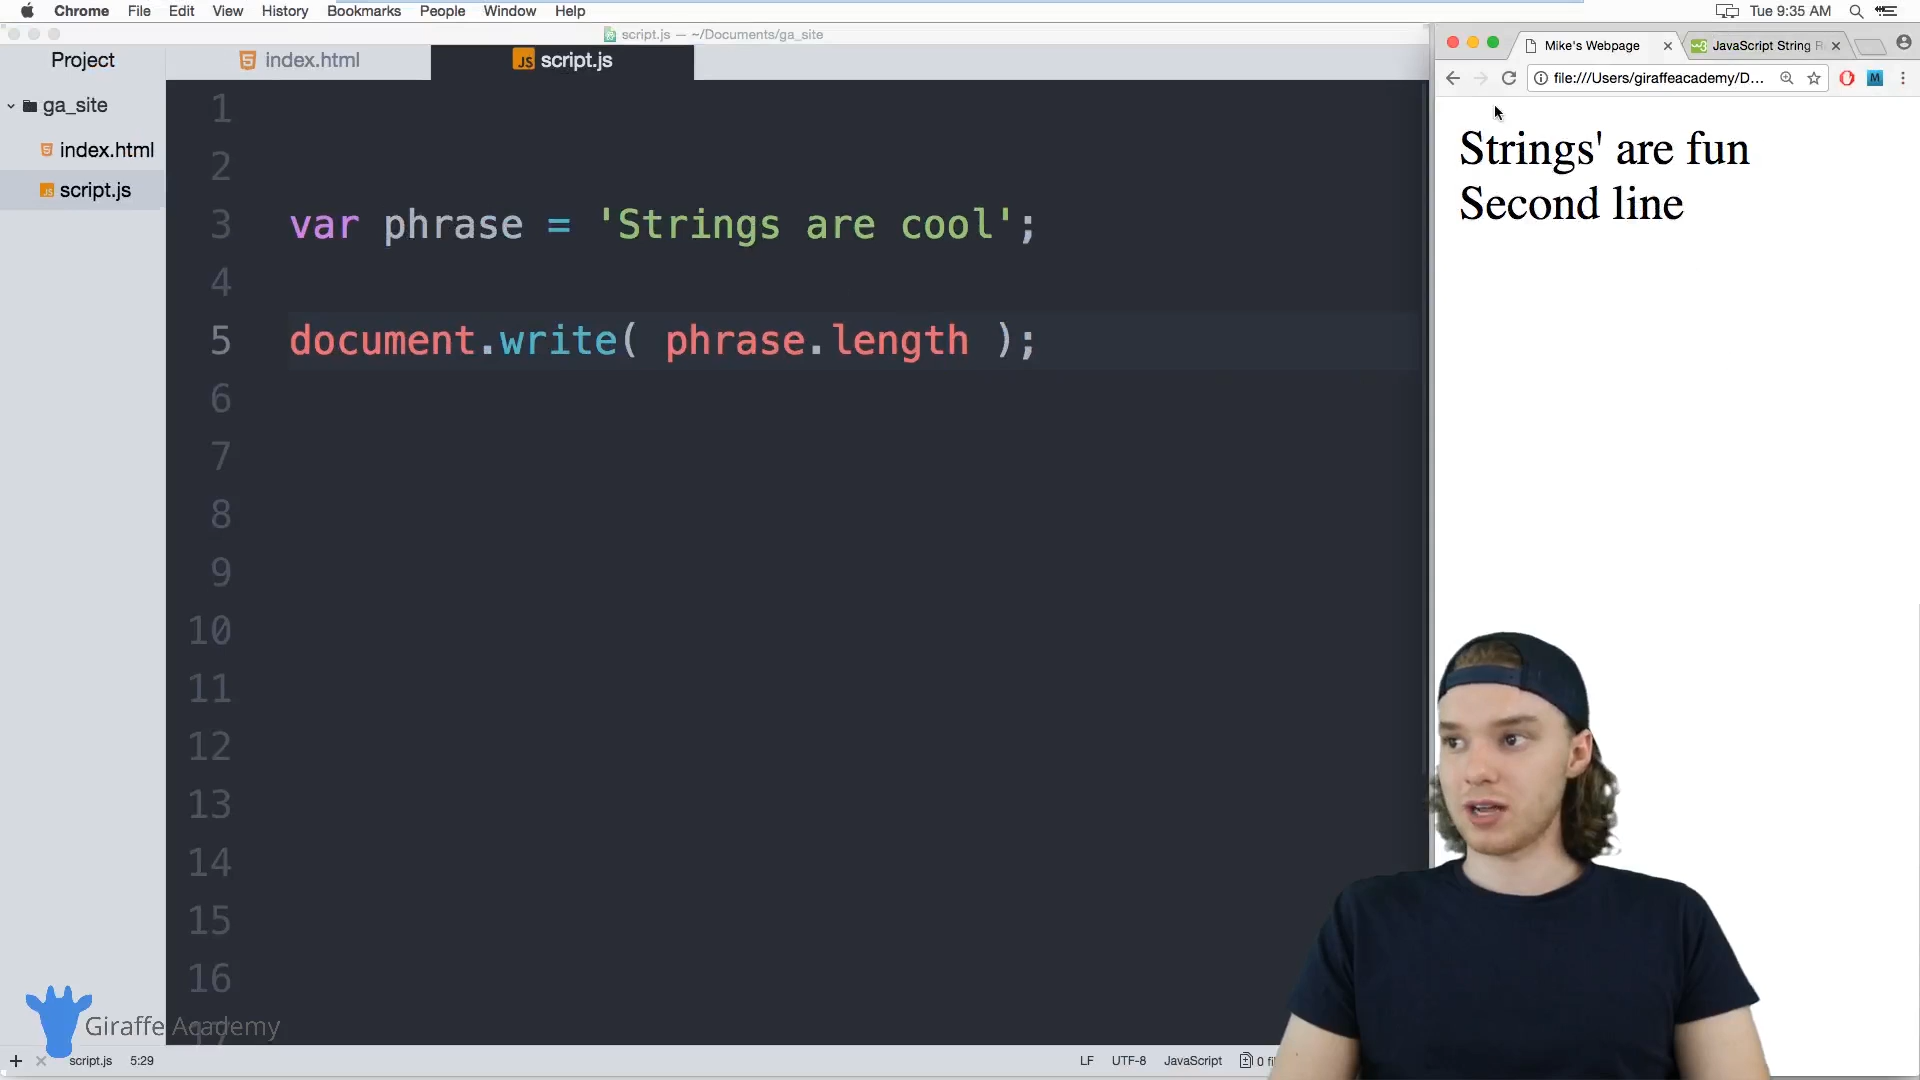 Chrome File Edit View History Bookmarks People Window Help Tue 9:35 AM
script.js — ~/Documents/ga_site
Project
index.html
script.js
ga_site
index.html
script.js
1
2
3 var phrase = 'Strings are cool';
4
5 document.write( phrase.length );
6
7
8
9
10
11
12
13
14
15
16
Giraffe Academy
script.js 5:29
LF UTF-8 JavaScript 0
Mike's Webpage
JavaScript String
file:///Users/giraffeacademy/D...
Strings' are fun
Second line